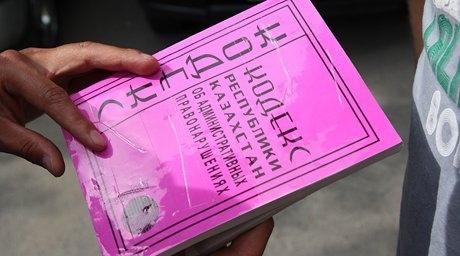 КОДЕКС
РЕСПУБЛИКИ
КАЗАХСТАН
ОБ АДМИНИСТРАТИВНЫХ
ПРАВОНАРУШЕНИЯХ